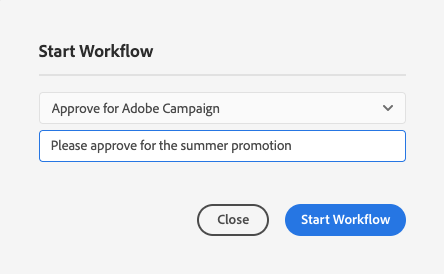 Start Workflow
Approve for Adobe Campaign
Please approve for the summer promotion
Close
Start Workflow